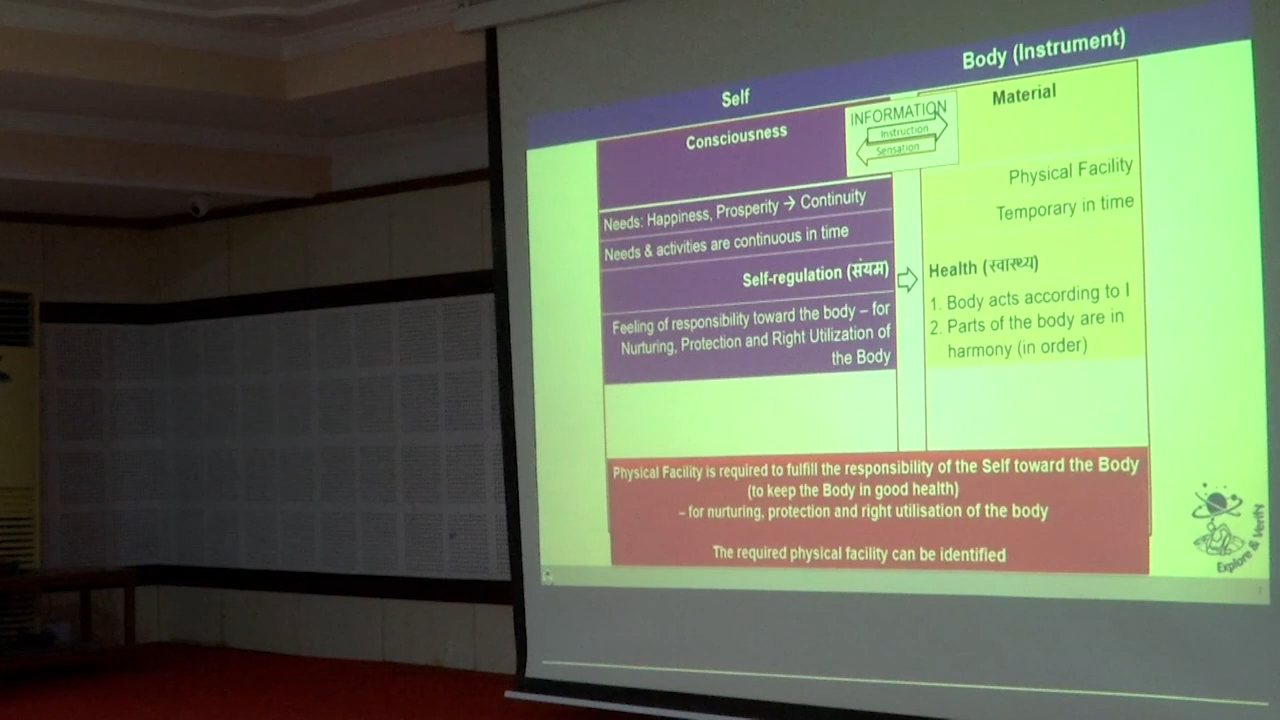 Self
Body (Instrument)
Consciousness
INFORMATION
Instruction
Sensation
Material
Needs: Happiness, Prosperity → Continuity
Needs & activities are continuous in time
Self-regulation (संयम)
Feeling of responsibility toward the body – for
Nurturing, Protection and Right Utilization of
the Body
Physical Facility
Temporary in time
Health (स्वास्थ्य)
1. Body acts according to I
2. Parts of the body are in
harmony (in order)
Physical Facility is required to fulfill the responsibility of the Self toward the Body
(to keep the Body in good health)
– for nurturing, protection and right utilisation of the body
The required physical facility can be identified
Explore & Verify